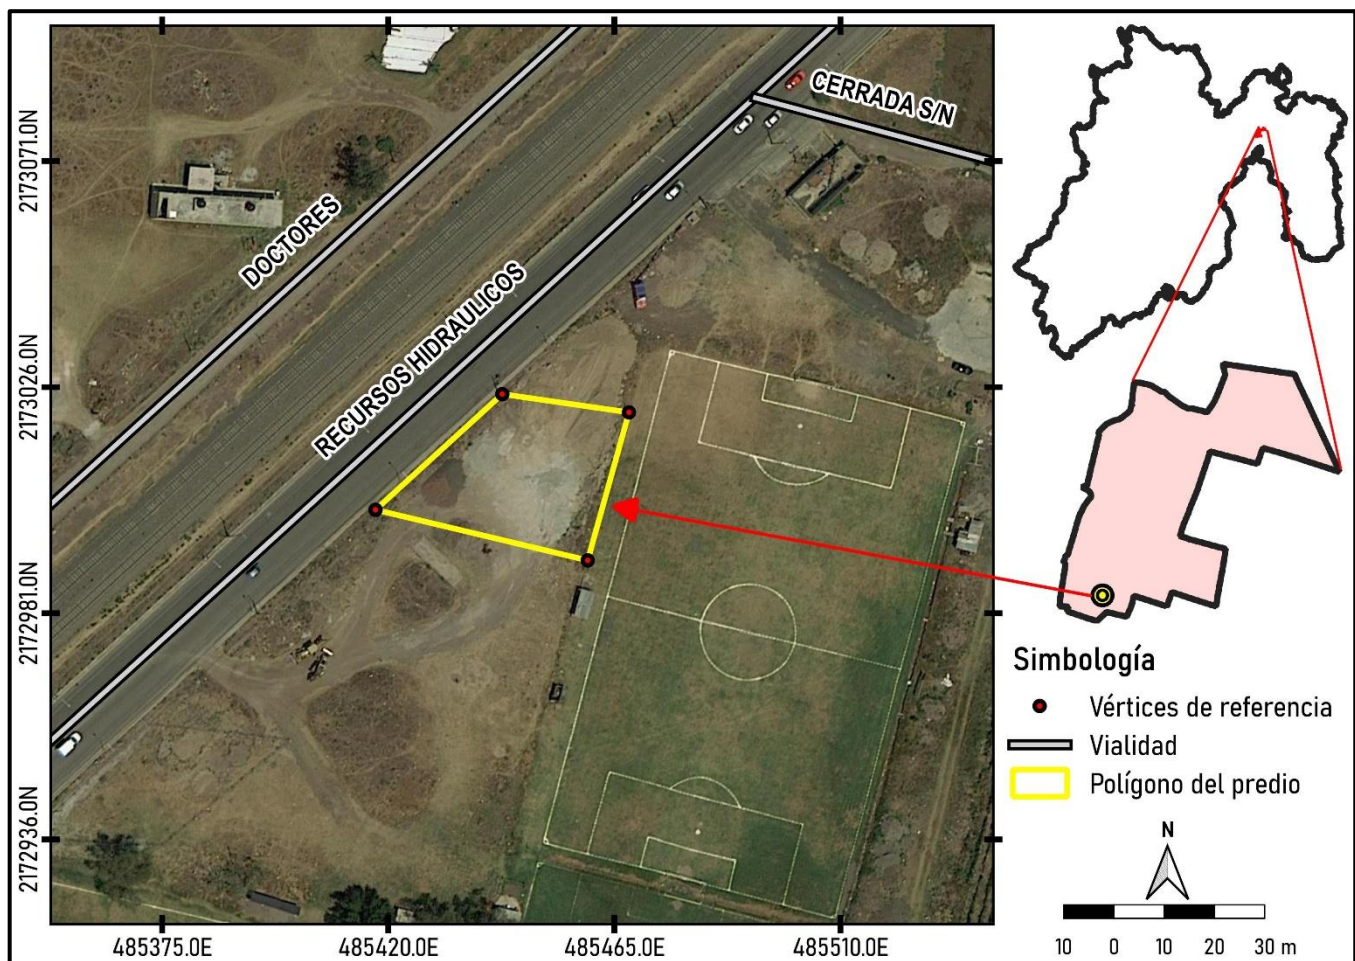 CERRADA S/N
DOCTORES
RECURSOS HIDRAULICOS
2173071.0N
2173026.0N
2172981.0N
2172936.0N
485375.0E
485420.0E
485465.0E
485510.0E
Simbología
Vértices de referencia
Vialidad
Polígono del predio
N
10 0 10 20 30 m